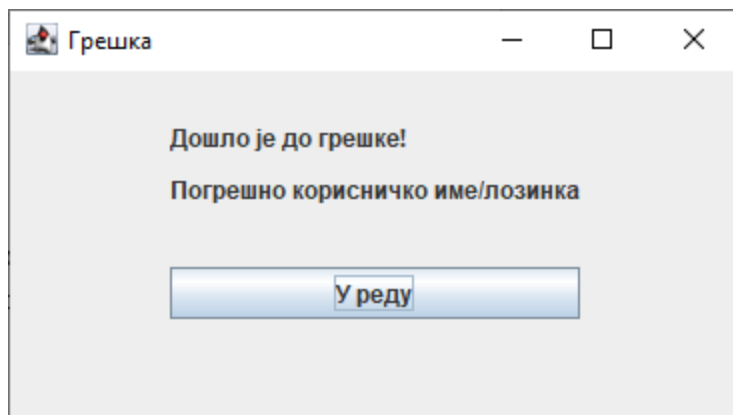 Грешка
Дошло је до грешке!
Погрешно корисничко име/лозинка
У реду